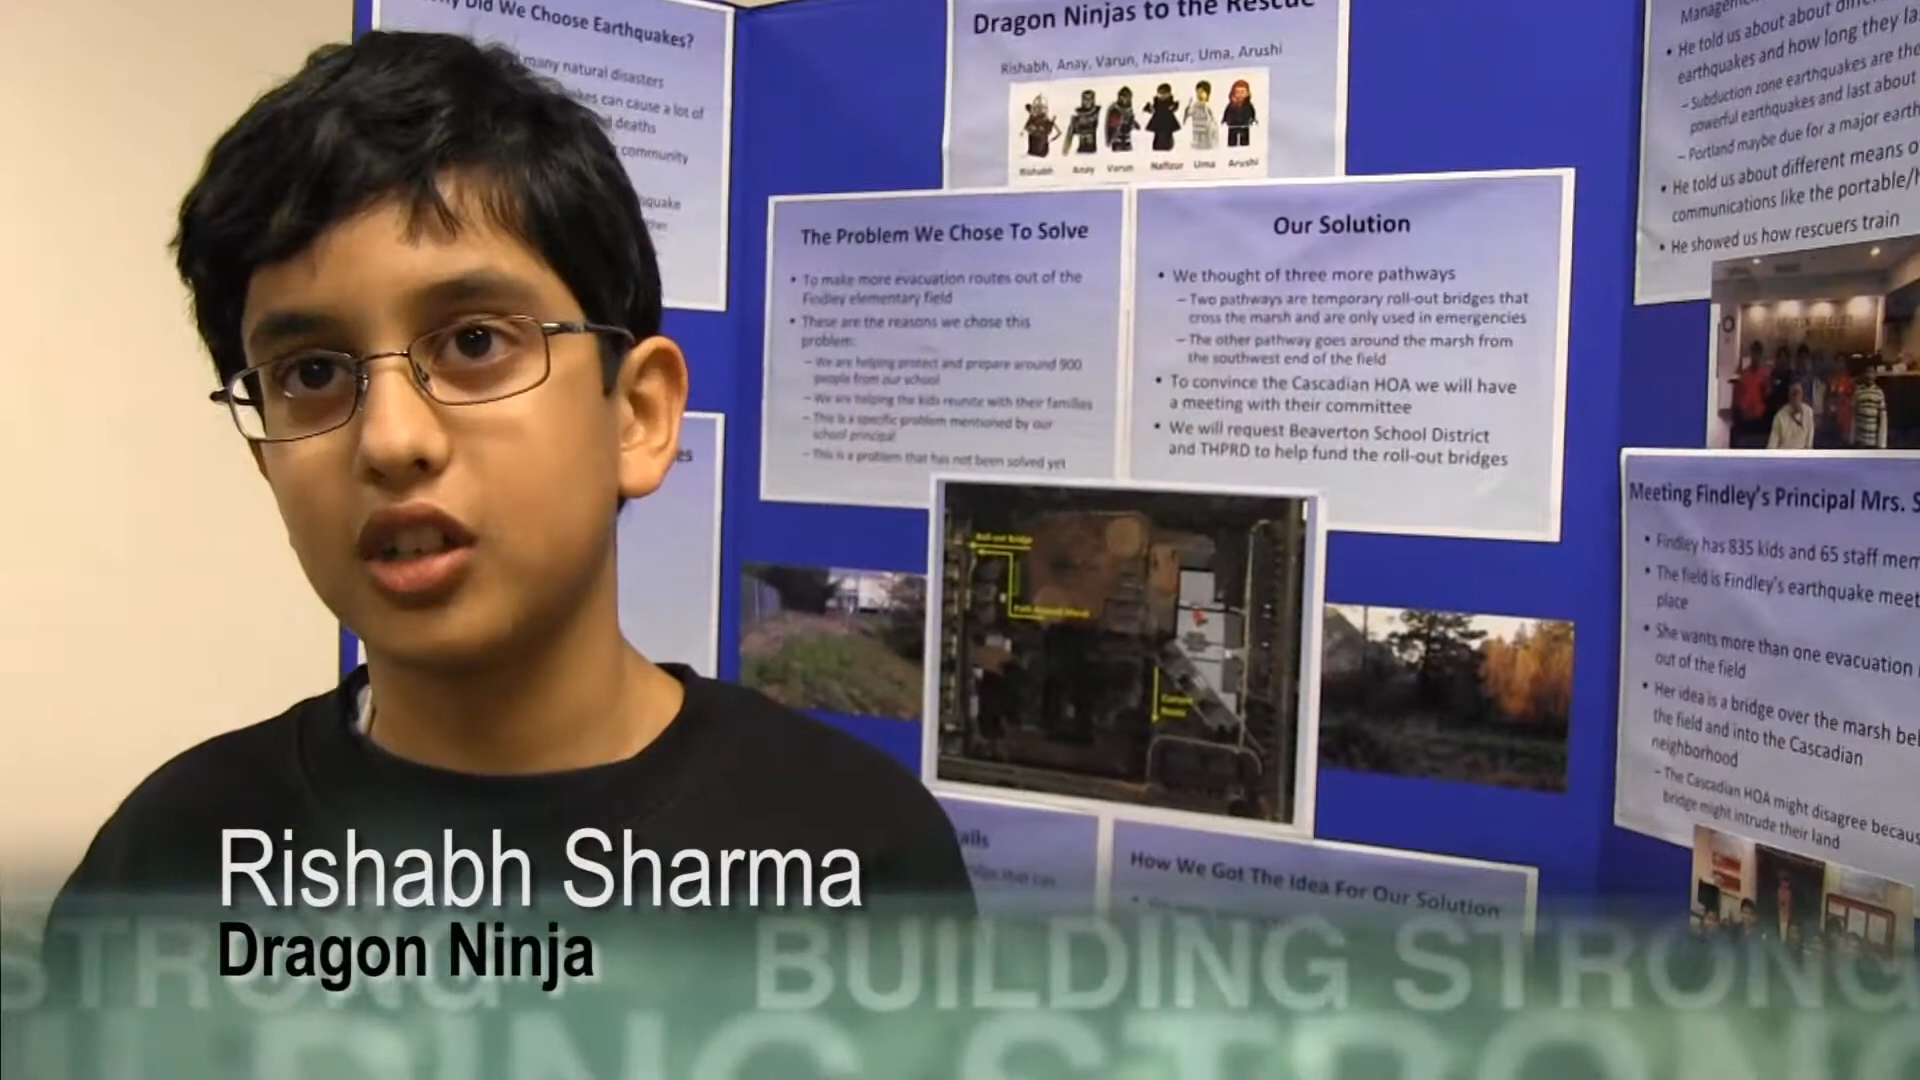 Did We Choose Earthquakes?
many natural disasters
can cause a lot of
deaths
community
Dragon Ninjas to the Rescue
Rishabh, Anay, Varun, Nafizur, Uma, Arushi
Rishabh Anay Varun Nafizur Uma Arushi
The Problem We Chose To Solve
• To make more evacuation routes out of the
Findley elementary field
• These are the reasons we chose this
problem:
– We are helping protect and prepare around 900
people from our school
– We are helping the kids reunite with their families
– This is a specific problem mentioned by our
school principal
– This is a problem that has not been solved yet
Our Solution
• We thought of three more pathways
– Two pathways are temporary roll-out bridges that
cross the marsh and are only used in emergencies
– The other pathway goes around the marsh from
the southwest end of the field
• To convince the Cascadian HOA we will have
a meeting with their committee
• We will request Beaverton School District
and THPRD to help fund the roll-out bridges
Roll-out Bridge
Path Around Marsh
Current
Route
• He told us about about
earthquakes and how long they
– Subduction zone earthquakes are the
powerful earthquakes and last about
– Portland maybe due for a major
• He told us about different means
communications like the
• He showed us how rescuers train
Meeting Findley's Principal Mrs. S
• Findley has 835 kids and 65 staff
• The field is Findley's earthquake
place
• She wants more than one evacuation
out of the field
• Her idea is a bridge over the marsh
the field and into the Cascadian
neighborhood
– The Cascadian HOA might disagree
bridge might intrude their land
How We Got The Idea For Our Solution
Rishabh Sharma
Dragon Ninja
STRONG BUILDING STRONG
BUILDING STRONG